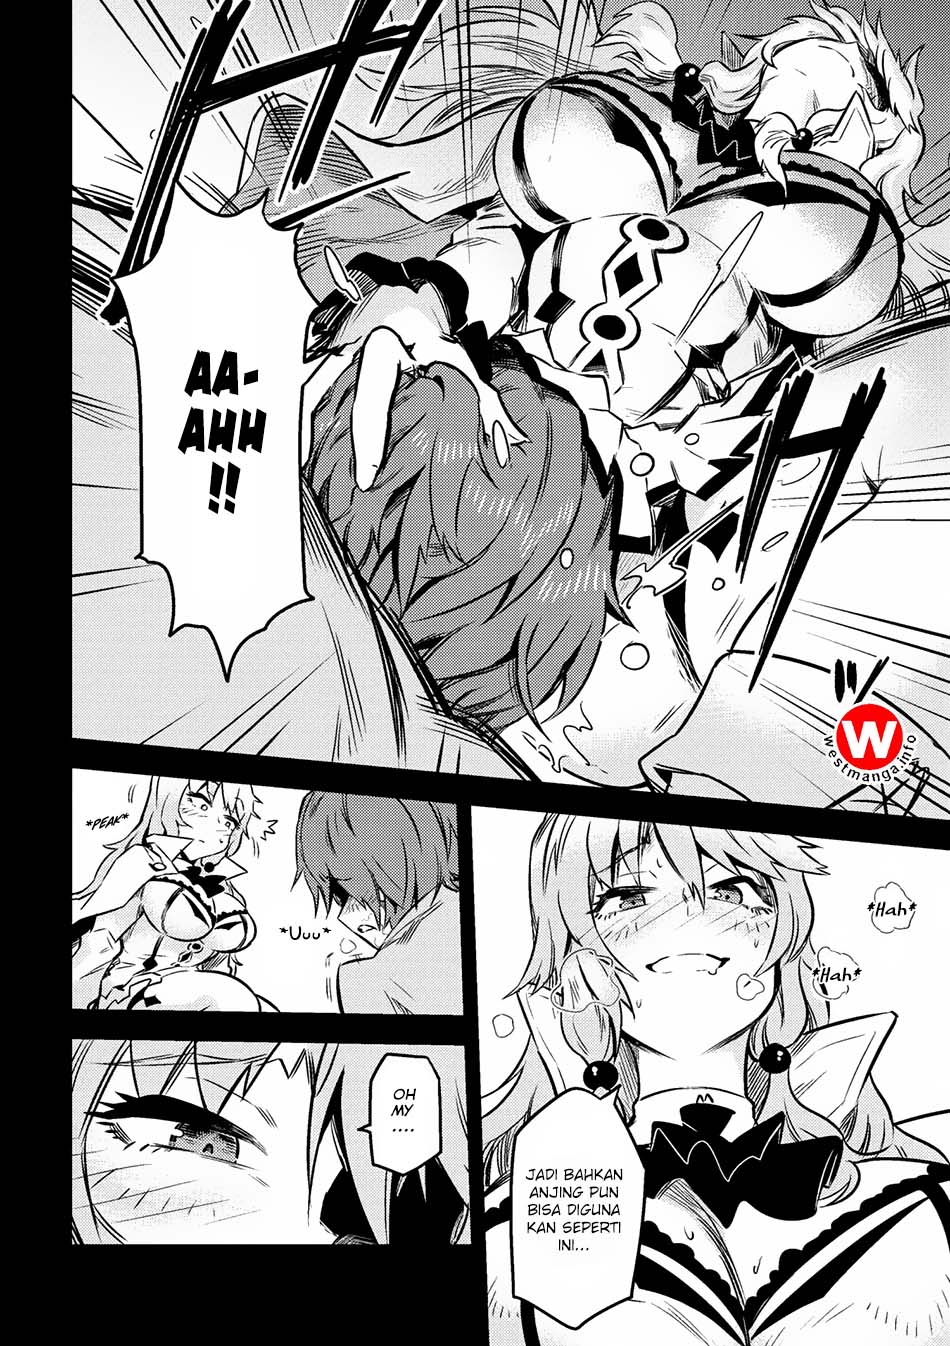 AA-
AHH
!!
W
westmanga.info
*Hah*
*Hah*
JADI BAHKAN
ANJING PUN
BISA DIGUNA
KAN SEPERTI
INI...
*PEAK*
*Uuu*
OH
MY
....